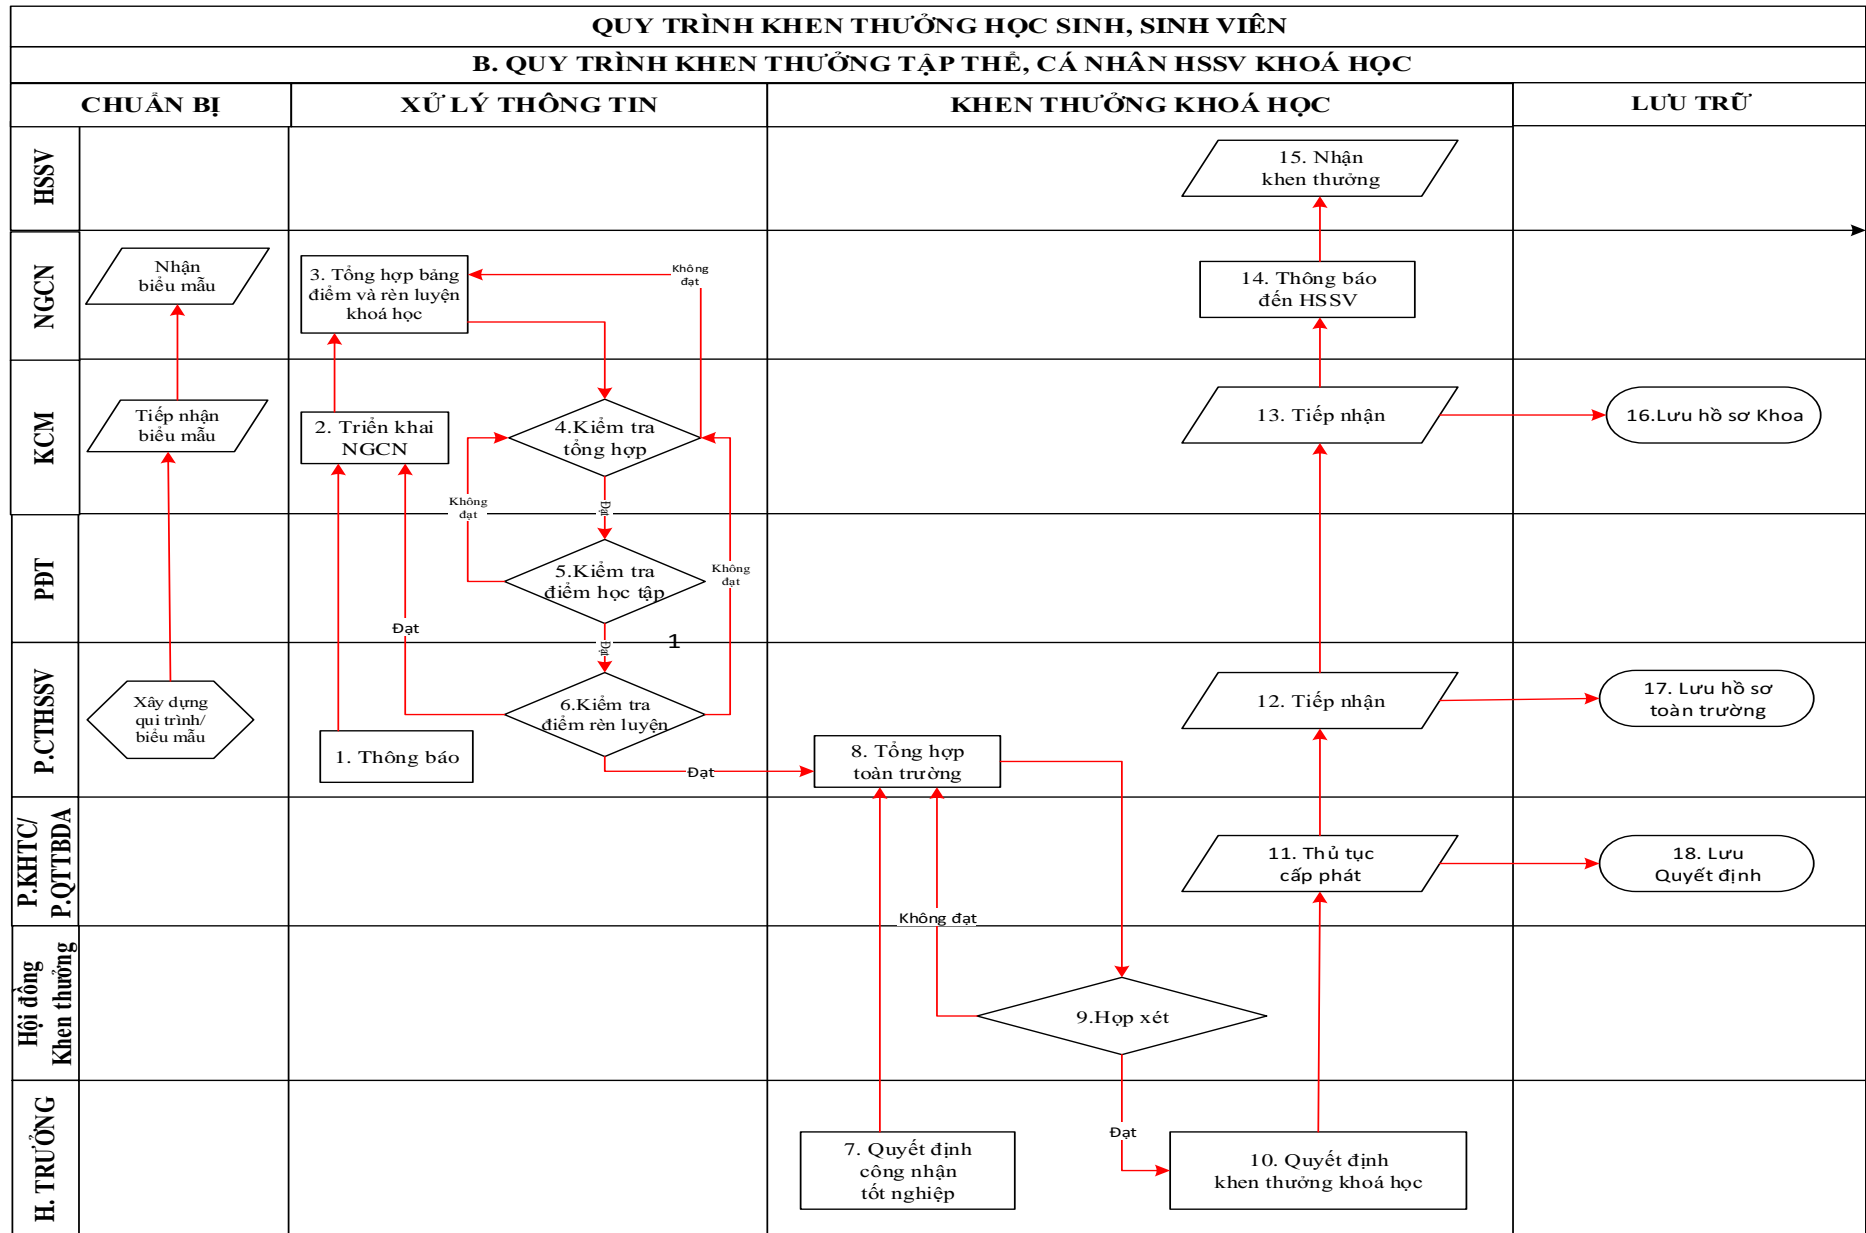 QUY TRÌNH KHEN THƯỞNG HỌC SINH, SINH VIÊN
B. QUY TRÌNH KHEN THƯỞNG TẬP THỂ, CÁ NHÂN HSSV KHOÁ HỌC
CHUẨN BỊ
XỬ LÝ THÔNG TIN
KHEN THƯỞNG KHOÁ HỌC
LƯU TRỮ
HSSV
15. Nhận
khen thưởng
NGCN
Nhận
biểu mẫu
3. Tổng hợp bảng
điểm và rèn luyện
khoá học
Không
đạt
14. Thông báo
đến HSSV
KCM
Tiếp nhận
biểu mẫu
2. Triển khai
NGCN
4.Kiểm tra
tổng hợp
Không
đạt
Đạt
13. Tiếp nhận
16.Lưu hồ sơ Khoa
PĐT
5.Kiểm tra
điểm học tập
Không
đạt
Đạt
Đạt
1
P.CTHSSV
Xây dựng
qui trình/
biểu mẫu
1. Thông báo
6.Kiểm tra
điểm rèn luyện
Đạt
8. Tổng hợp
toàn trường
12. Tiếp nhận
17. Lưu hồ sơ
toàn trường
P.KHTC/
P.QTTBDA
Không đạt
11. Thủ tục
cấp phát
18. Lưu
Quyết định
Hội đồng
Khen thưởng
9.Họp xét
H. TRƯỞNG
7. Quyết định
công nhận
tốt nghiệp
Đạt
10. Quyết định
khen thưởng khoá học